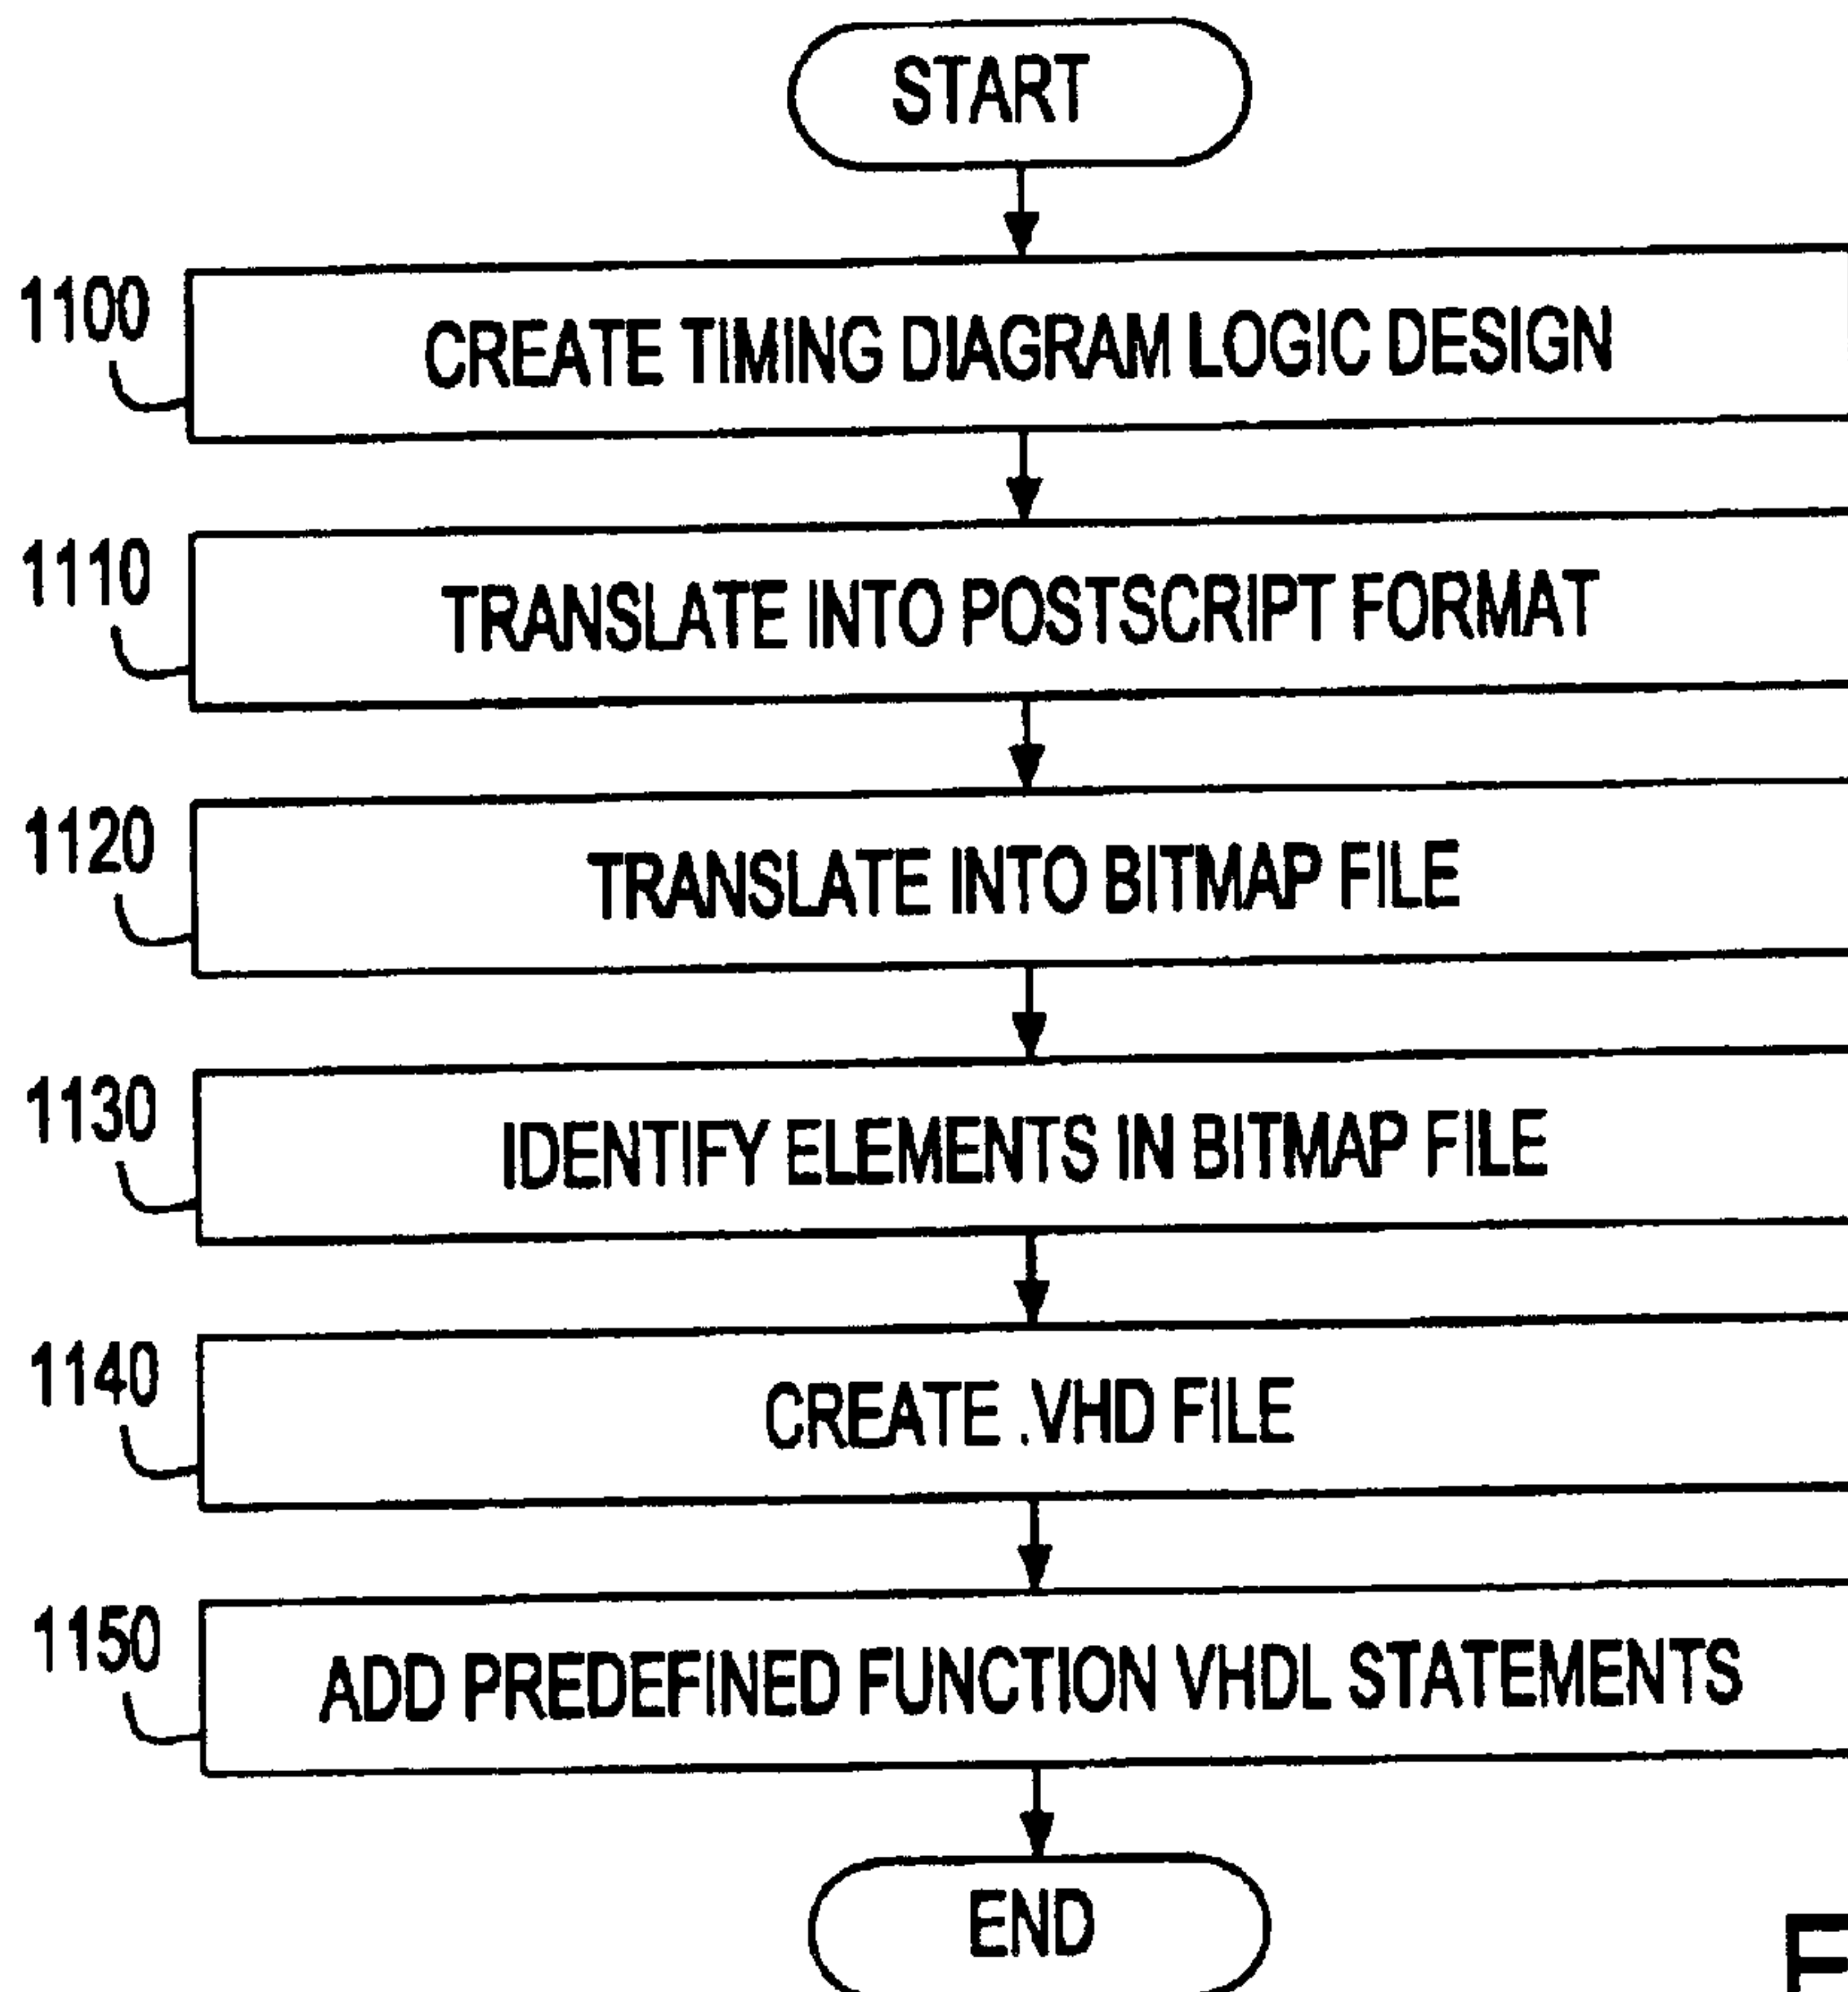 START
1100
CREATE TIMING DIAGRAM LOGIC DESIGN
1110
TRANSLATE INTO POSTSCRIPT FORMAT
1120
TRANSLATE INTO BITMAP FILE
1130
IDENTIFY ELEMENTS IN BITMAP FILE
1140
CREATE .VHD FILE
1150
ADD PREDEFINED FUNCTION VHDL STATEMENTS
END